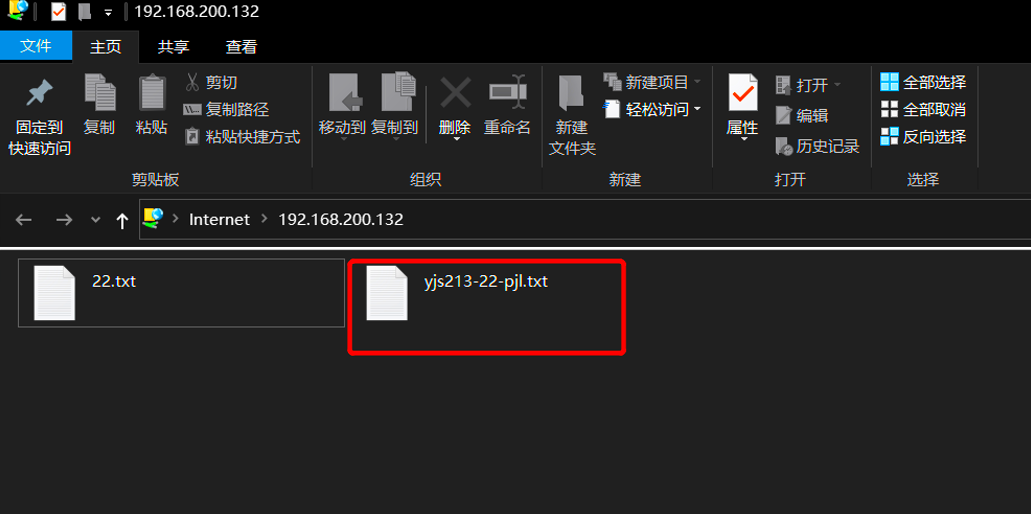 192.168.200.132
文件 主页 共享 查看
固定到快速访问
复制
粘贴
剪切
复制路径
粘贴快捷方式
剪贴板
移动到
复制到
删除
重命名
组织
新建文件夹
新建项目
轻松访问
新建
属性
打开
编辑
历史记录
打开
全部选择
全部取消
反向选择
选择
Internet 192.168.200.132
22.txt
yjs213-22-pjl.txt